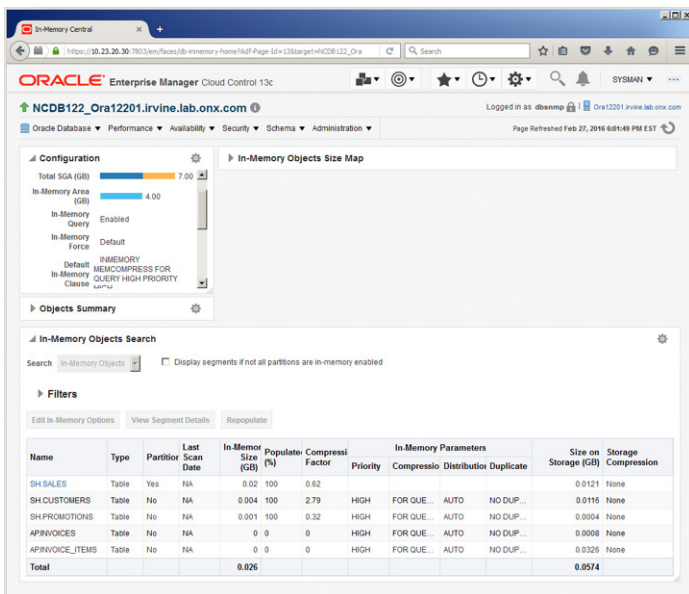 In-Memory Central
https://10.23.20.30:7803/em/faces/db-inmemory-home?Adf-Page-Id=13&target=NCDB122_Ora
Search
ORACLE Enterprise Manager Cloud Control 13c
SYSMAN
NCDB122_Ora12201.irvine.lab.onx.com
Logged in as dbsnmp
Ora12201.irvine.lab.onx.com
Oracle Database Performance Availability Security Schema Administration
Page Refreshed Feb 27, 2016 6:01:49 PM EST
Configuration
Total SGA (GB) 7.00
In-Memory Area (GB) 4.00
In-Memory Query Enabled
In-Memory Force Default
Default In-Memory Clause INMEMORY MEMCOMPRESS FOR QUERY HIGH PRIORITY HIGH
In-Memory Objects Size Map
Objects Summary
In-Memory Objects Search
Search In-Memory Objects Display segments if not all partitions are in-memory enabled
Filters
Edit In-Memory Options View Segment Details Repopulate
Name Type Partition Last Scan Date In-Memor Size (GB) Populate (%) Compressi Factor In-Memory Parameters Size on Storage (GB) Storage Compression
Priority Compressio Distribution Duplicate
SH.SALES Table Yes NA 0.02 100 0.62 0.0121 None
SH.CUSTOMERS Table No NA 0.004 100 2.79 HIGH FOR QUE... AUTO NO DUP... 0.0116 None
SH.PROMOTIONS Table No NA 0.001 100 0.32 HIGH FOR QUE... AUTO NO DUP... 0.0004 None
AP.INVOICES Table No NA 0 0 0 HIGH FOR QUE... AUTO NO DUP... 0.0008 None
AP.INVOICE_ITEMS Table No NA 0 0 0 HIGH FOR QUE... AUTO NO DUP... 0.0326 None
Total 0.026 0.0574